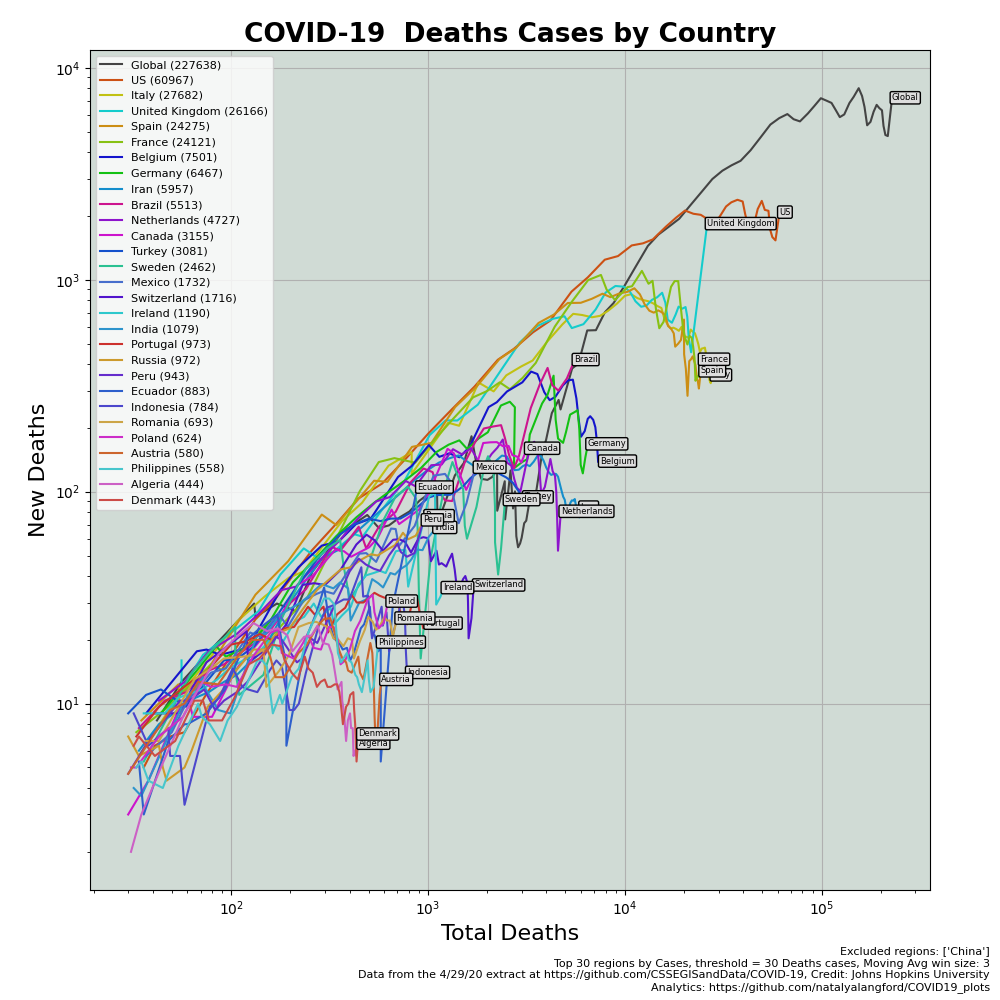 COVID-19  Deaths Cases by Country
Global (227638)
US (60967)
Italy (27682)
United Kingdom (26166)
Spain (24275)
France (24121)
Belgium (7501)
Germany (6467)
Iran (5957)
Brazil (5513)
Netherlands (4727)
Canada (3155)
Turkey (3081)
Sweden (2462)
Mexico (1732)
Switzerland (1716)
Ireland (1190)
India (1079)
Portugal (973)
Russia (972)
Peru (943)
Ecuador (883)
Indonesia (784)
Romania (693)
Poland (624)
Austria (580)
Philippines (558)
Algeria (444)
Denmark (443)
10⁴
10³
10²
10¹
New Deaths
Global
US
United Kingdom
Brazil
France
Spain
Germany
Canada
Belgium
Mexico
Ecuador
Sweden
Netherlands
Peru
Ireland
Switzerland
Poland
Romania
Philippines
Indonesia
Austria
Denmark
Algeria
10²
10³
10⁴
10⁵
Total Deaths
Excluded regions: ['China']
Top 30 regions by Cases, threshold = 30 Deaths cases, Moving Avg win size: 3
Data from the 4/29/20 extract at https://github.com/CSSEGISandData/COVID-19, Credit: Johns Hopkins University
Analytics: https://github.com/natalyalangford/COVID19_plots